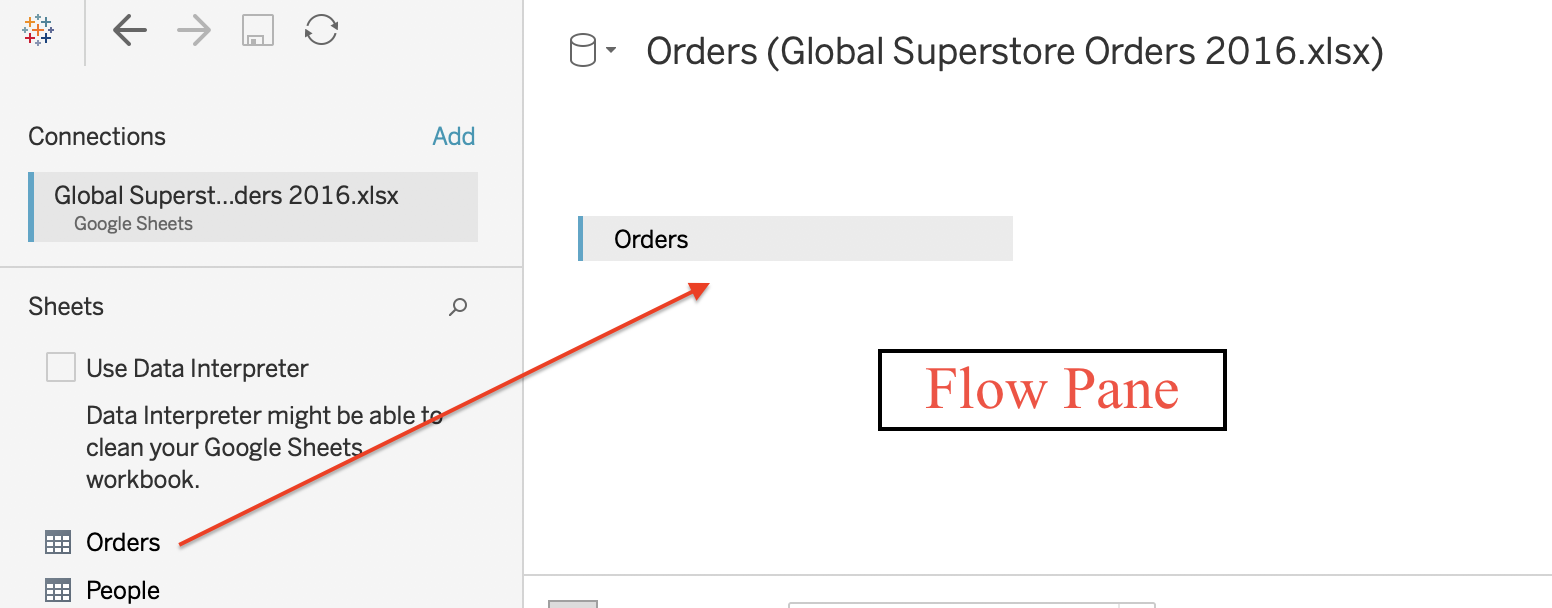 Orders (Global Superstore Orders 2016.xlsx)
Connections
Add
Global Superst...ders 2016.xlsx
Google Sheets
Orders
Sheets
Use Data Interpreter
Data Interpreter might be able to
clean your Google Sheets
workbook.
Flow Pane
Orders
People